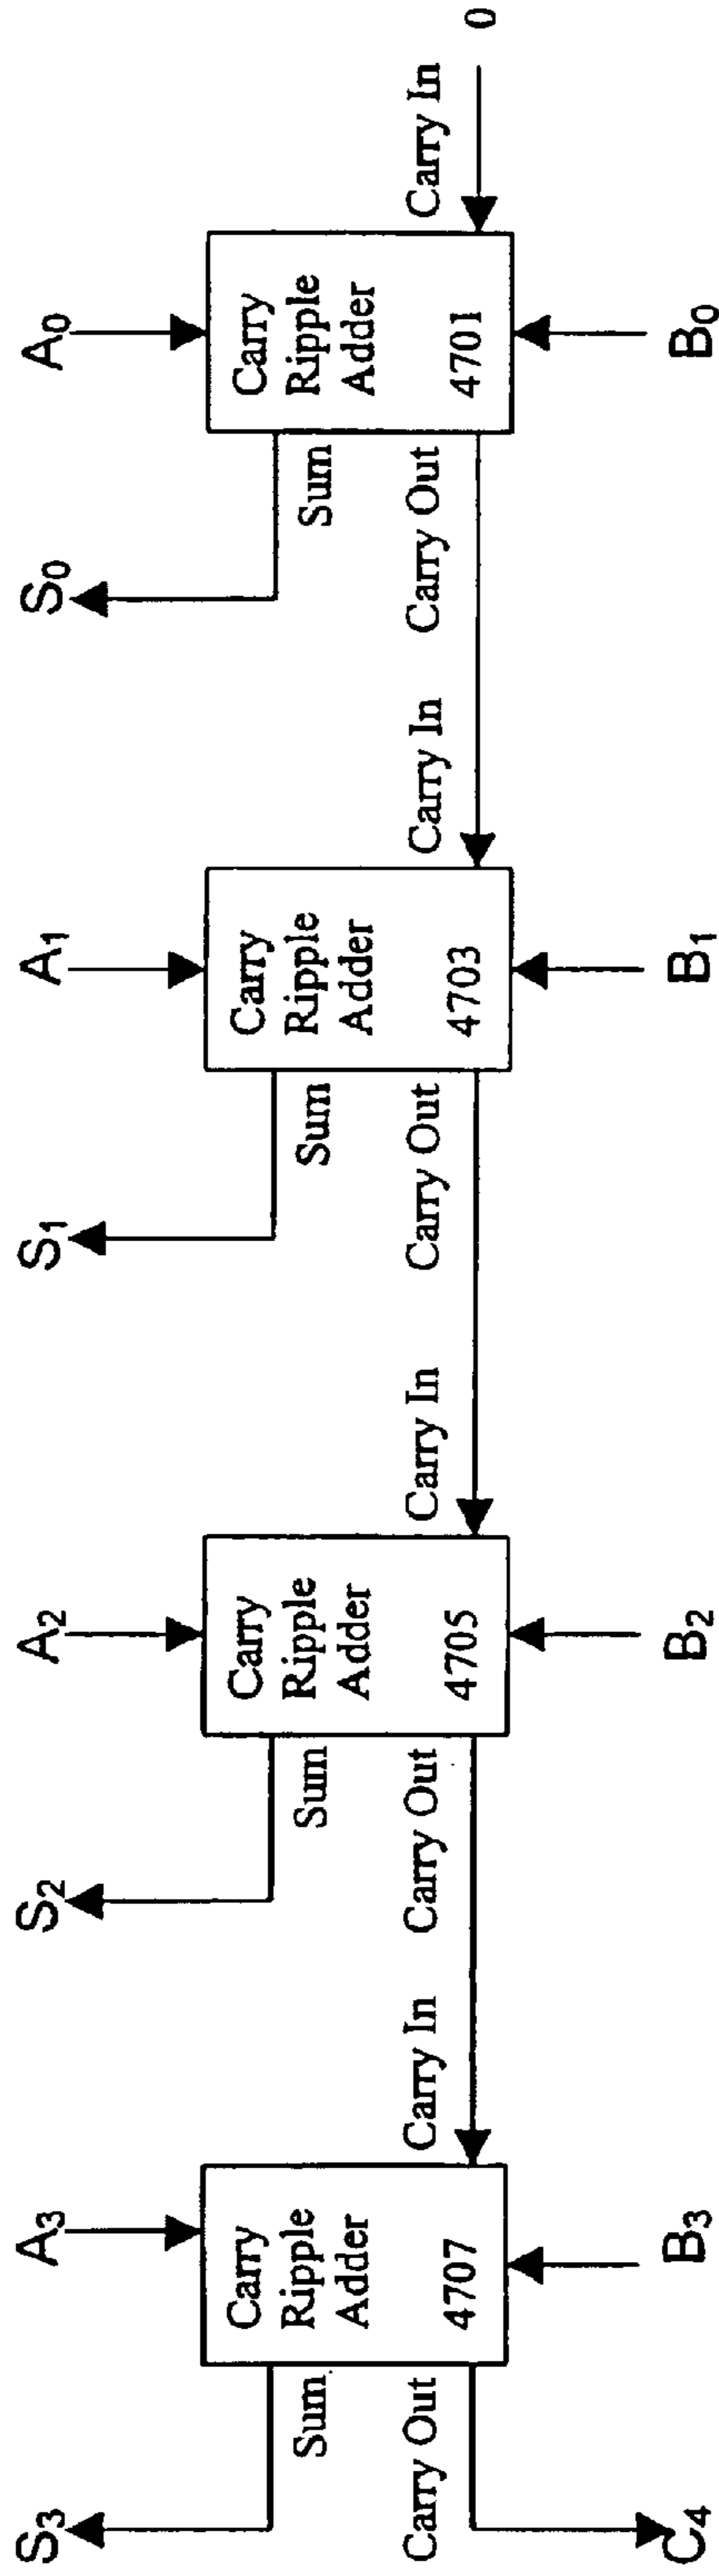 S3 A3 S2 A2 S1 A1 S0 A0
Carry
Ripple
Adder
4707
Sum
Carry Out
Carry In
Carry
Ripple
Adder
4705
Sum
Carry Out
Carry In
Carry
Ripple
Adder
4703
Sum
Carry Out
Carry In
Carry
Ripple
Adder
4701
Sum
Carry Out
Carry In
0
C4 B3 B2 B1 B0